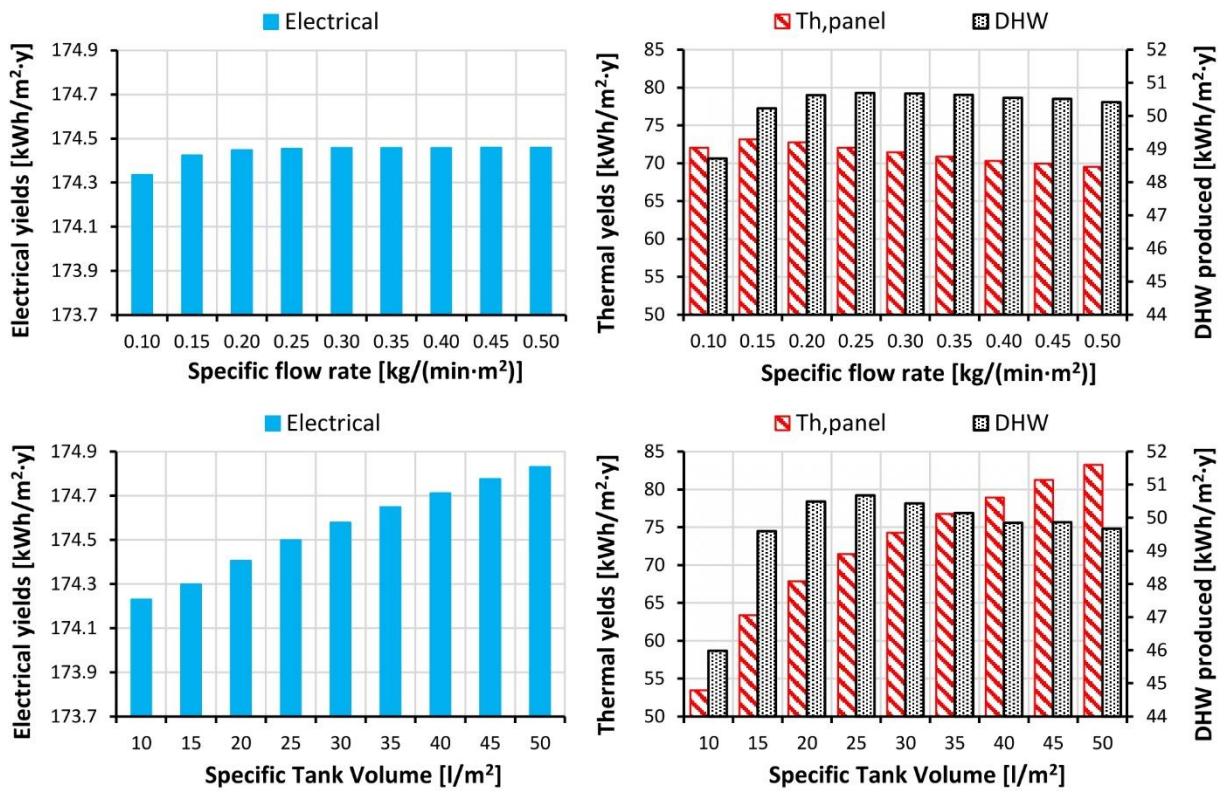 Electrical
Electrical yields [kWh/m²·y]
174.9
174.7
174.5
174.3
174.1
173.9
173.7
0.10 0.15 0.20 0.25 0.30 0.35 0.40 0.45 0.50
Specific flow rate [kg/(min·m²)]
Th,panel DHW
Thermal yelds [kWh/m²·y]
85
80
75
70
65
60
55
50
52
51
50
49
48
47
46
45
44
DHW produced [kWh/m²·y]
0.10 0.15 0.20 0.25 0.30 0.35 0.40 0.45 0.50
Specific flow rate [kg/(min·m²)]
Electrical
Electrical yields [kWh/m²·y]
174.9
174.7
174.5
174.3
174.1
173.9
173.7
10 15 20 25 30 35 40 45 50
Specific Tank Volume [l/m²]
Th,panel DHW
Thermal yelds [kWh/m²·y]
85
80
75
70
65
60
55
50
52
51
50
49
48
47
46
45
44
DHW produced [kWh/m²·y]
10 15 20 25 30 35 40 45 50
Specific Tank Volume [l/m²]